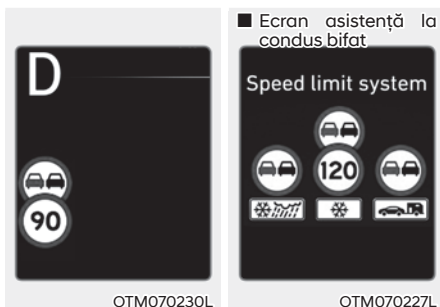 D
90
OTM070230L
■ Ecran asistență la
condus bifat
Speed limit system
120
OTM070227L